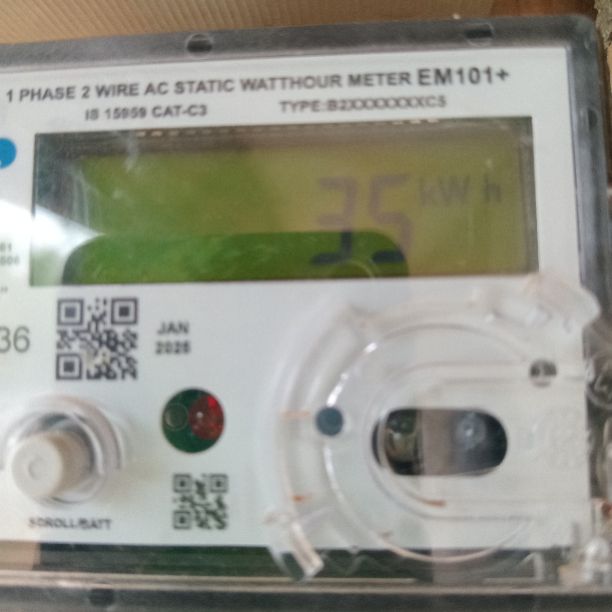 1 PHASE 2 WIRE AC STATIC WATTHOUR METER EM101+
IS 15959 CAT-C3 TYPE:B2XXXXXXXC5
35 kWh
36
JAN
2025
SCROLL/BATT